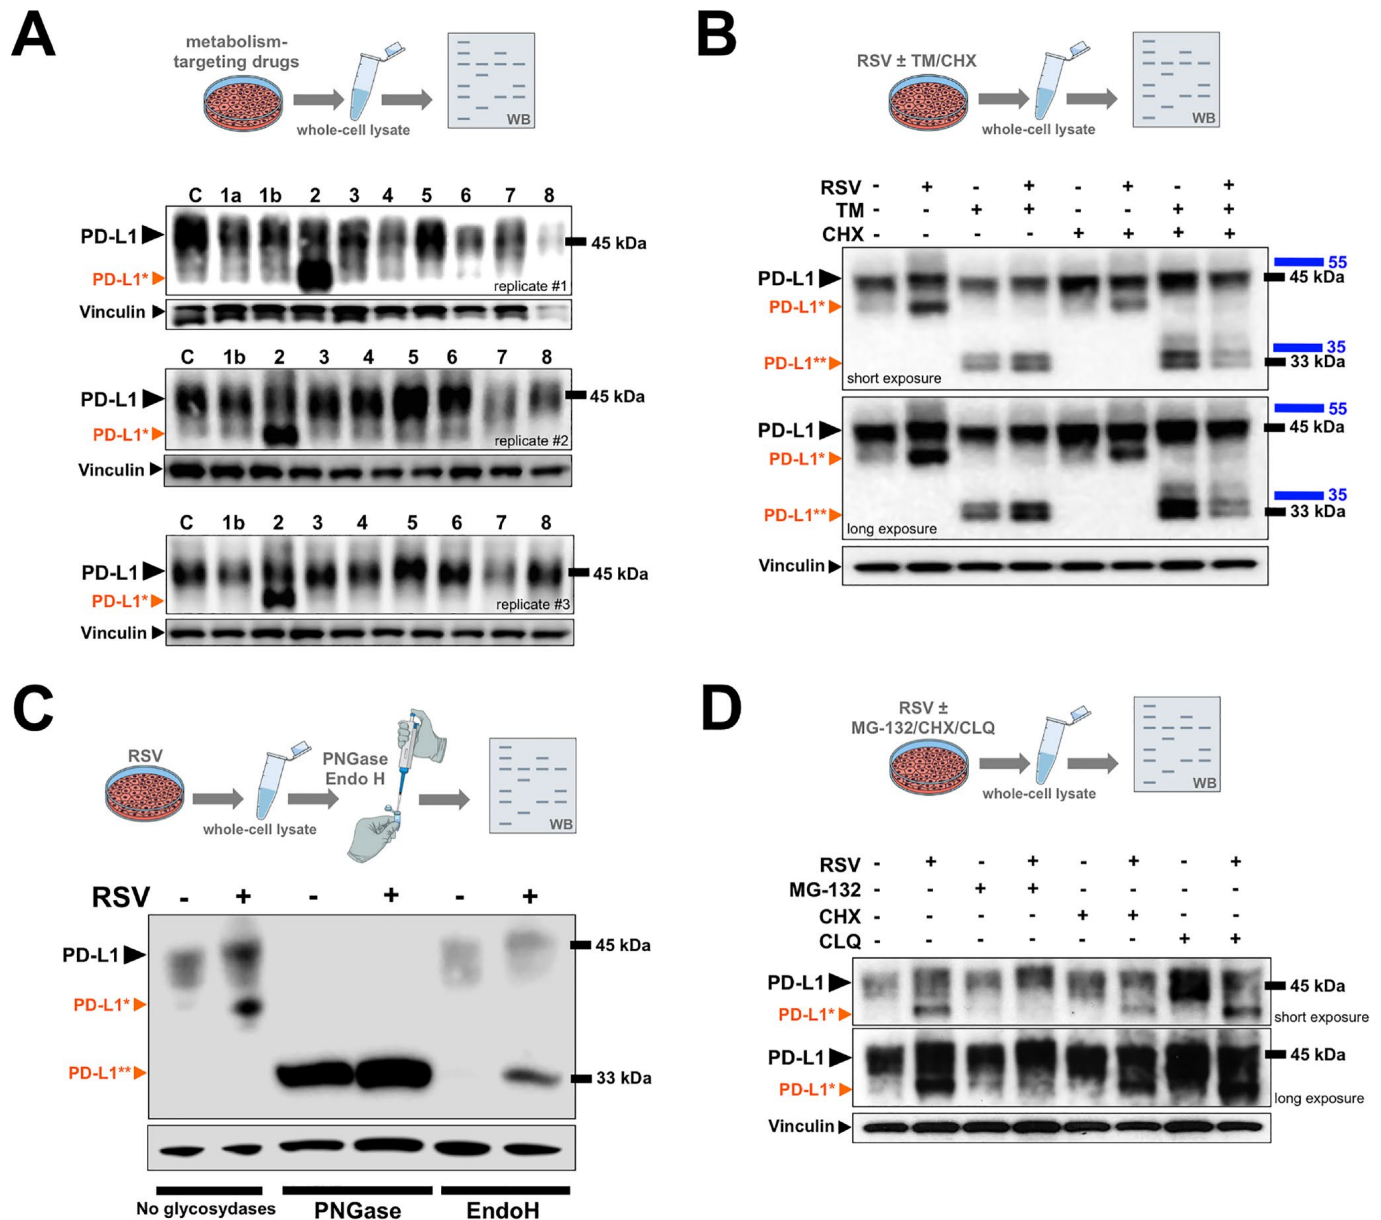 A
metabolism-
targeting drugs
whole-cell lysate
WB
C 1a 1b 2 3 4 5 6 7 8
PD-L1
45 kDa
PD-L1*
replicate #1
Vinculin
C 1b 2 3 4 5 6 7 8
PD-L1
45 kDa
PD-L1*
replicate #2
Vinculin
C 1b 2 3 4 5 6 7 8
PD-L1
45 kDa
PD-L1*
replicate #3
Vinculin
B
RSV ± TM/CHX
whole-cell lysate
WB
RSV - + - + - + - +
TM - - + + - - + +
CHX - - - - + + + +
55
PD-L1
45 kDa
PD-L1*
35
PD-L1**
33 kDa
short exposure
55
PD-L1
45 kDa
PD-L1*
35
PD-L1**
33 kDa
long exposure
Vinculin
C
RSV
whole-cell lysate
PNGase
Endo H
WB
RSV - + - + - +
PD-L1
45 kDa
PD-L1*
PD-L1**
33 kDa
No glycosydases
PNGase
EndoH
D
RSV ±
MG-132/CHX/CLQ
whole-cell lysate
WB
RSV - + - + - + - +
MG-132 - - + + - - - -
CHX - - - - + + - -
CLQ - - - - - - + +
PD-L1
45 kDa
PD-L1*
short exposure
PD-L1
45 kDa
PD-L1*
long exposure
Vinculin